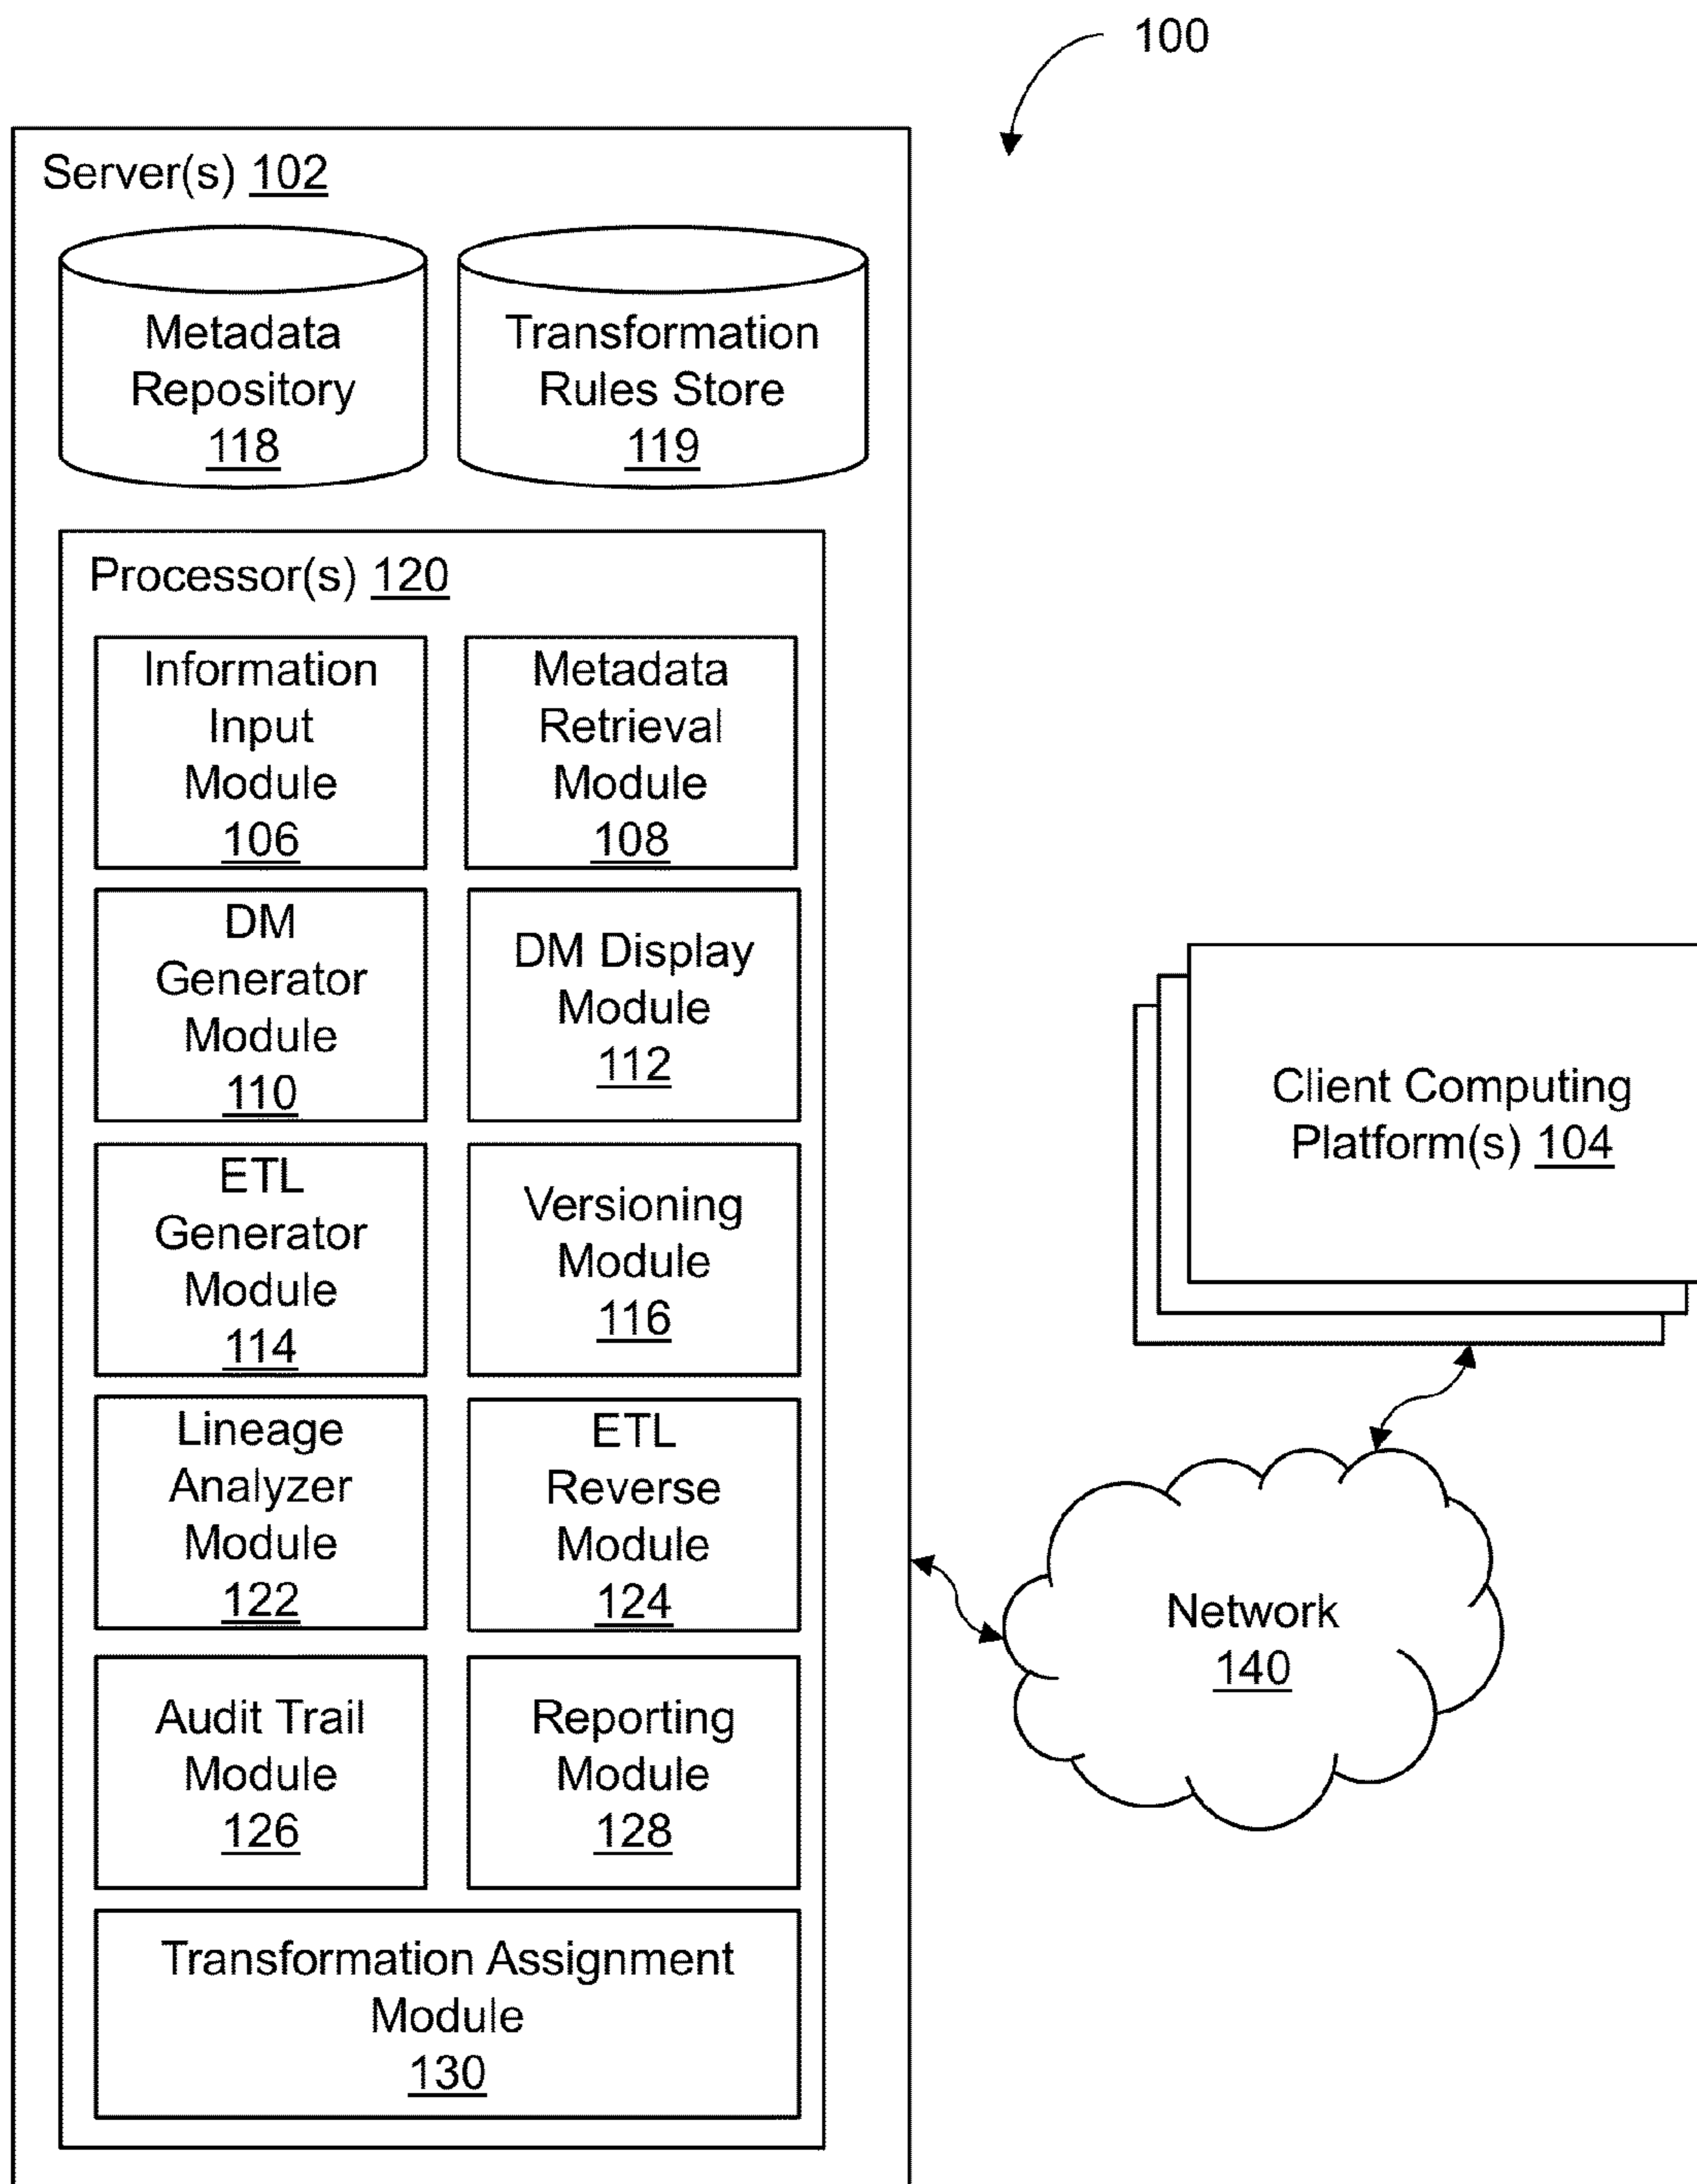 100
Server(s) 102
Metadata
Repository
118
Transformation
Rules Store
119
Processor(s) 120
Information
Input
Module
106
Metadata
Retrieval
Module
108
DM
Generator
Module
110
DM Display
Module
112
ETL
Generator
Module
114
Versioning
Module
116
Lineage
Analyzer
Module
122
ETL
Reverse
Module
124
Audit Trail
Module
126
Reporting
Module
128
Transformation Assignment
Module
130
Client Computing
Platform(s) 104
Network
140